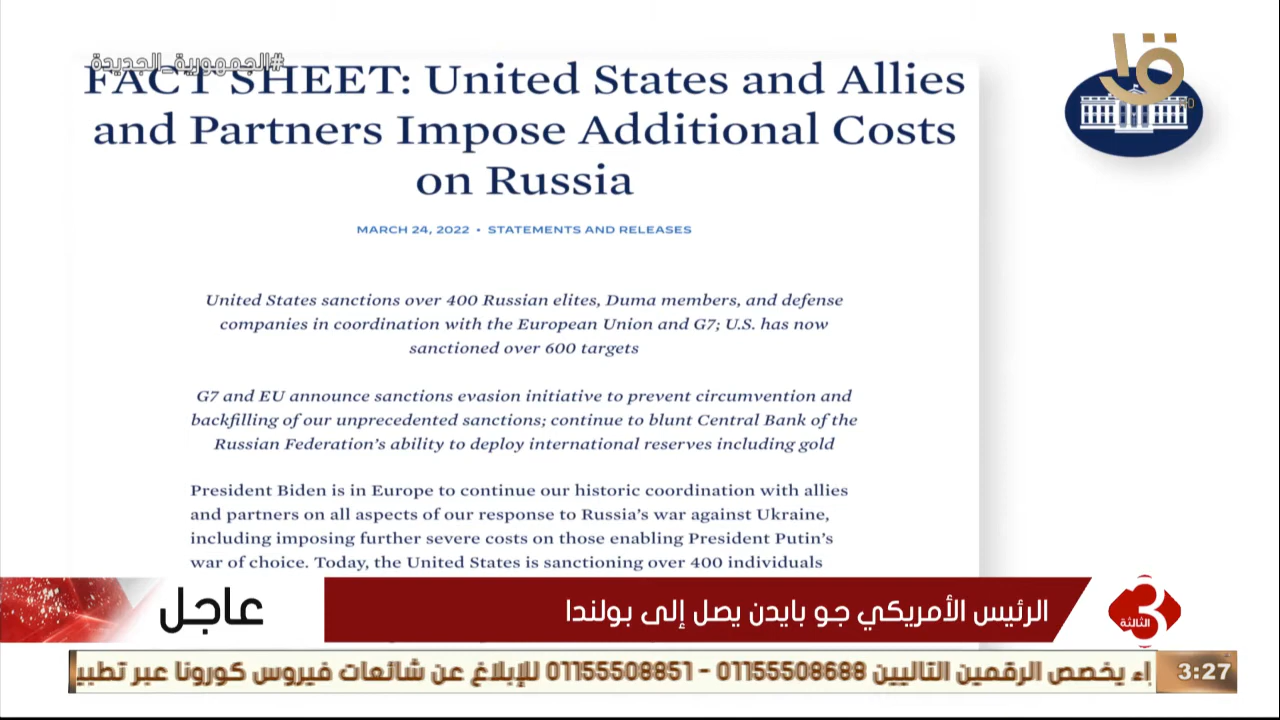 #الجمهورية_الجديدة
FACT SHEET: United States and Allies
and Partners Impose Additional Costs
on Russia
MARCH 24, 2022 • STATEMENTS AND RELEASES
United States sanctions over 400 Russian elites, Duma members, and defense
companies in coordination with the European Union and G7; U.S. has now
sanctioned over 600 targets
G7 and EU announce sanctions evasion initiative to prevent circumvention and
backfilling of our unprecedented sanctions; continue to blunt Central Bank of the
Russian Federation's ability to deploy international reserves including gold
President Biden is in Europe to continue our historic coordination with allies
and partners on all aspects of our response to Russia's war against Ukraine,
including imposing further severe costs on those enabling President Putin's
war of choice. Today, the United States is sanctioning over 400 individuals
عاجل
الرئيس الأمريكي جو بايدن يصل إلى بولندا
3 الثالثة
يخصص الرقمين التاليين 01155508688 - 01155508851 للإبلاغ عن شائعات فيروس كورونا عبر
3:27